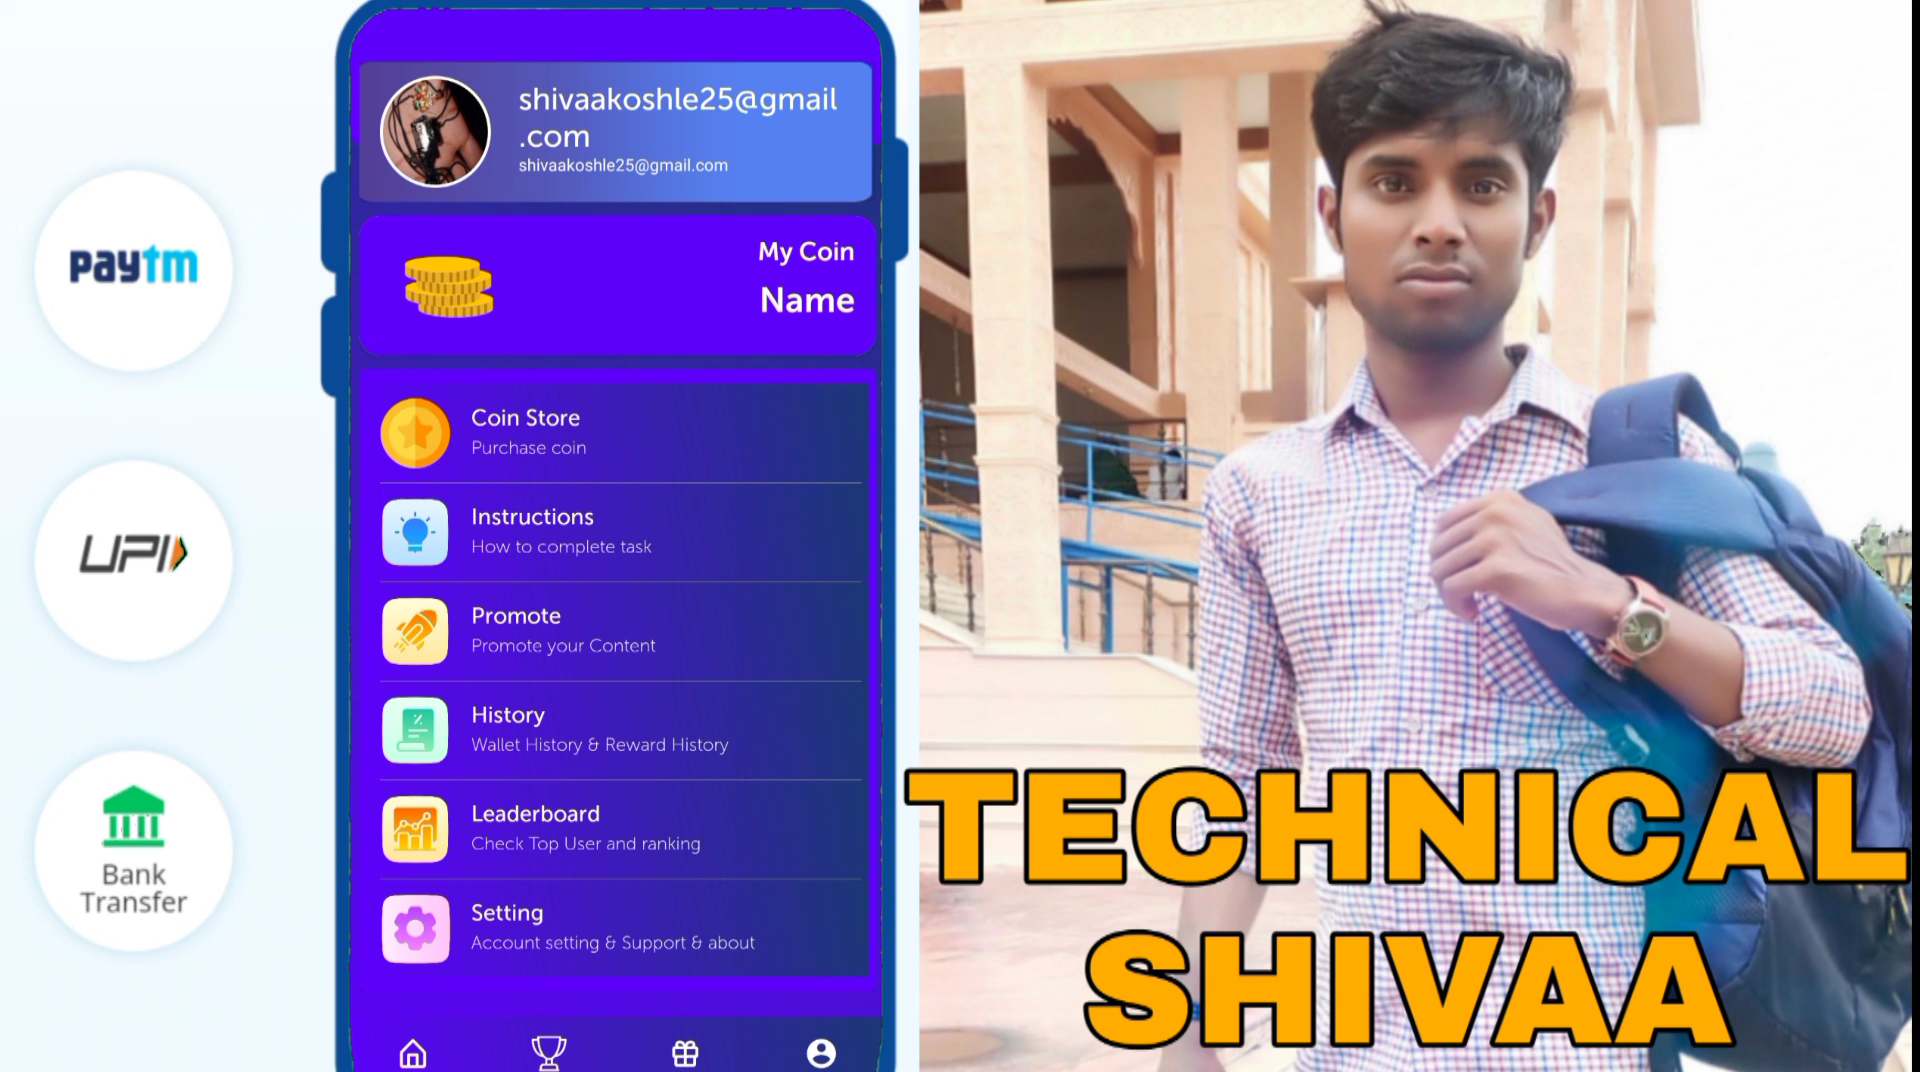 paytm
UPI
Bank
Transfer
shivaakoshle25@gmail
.com
shivaakoshle25@gmail.com
My Coin
Name
Coin Store
Purchase coin
Instructions
How to complete task
Promote
Promote your Content
History
Wallet History & Reward History
Leaderboard
Check Top User and ranking
Setting
Account setting & Support & about
TECHNICAL
SHIVAA